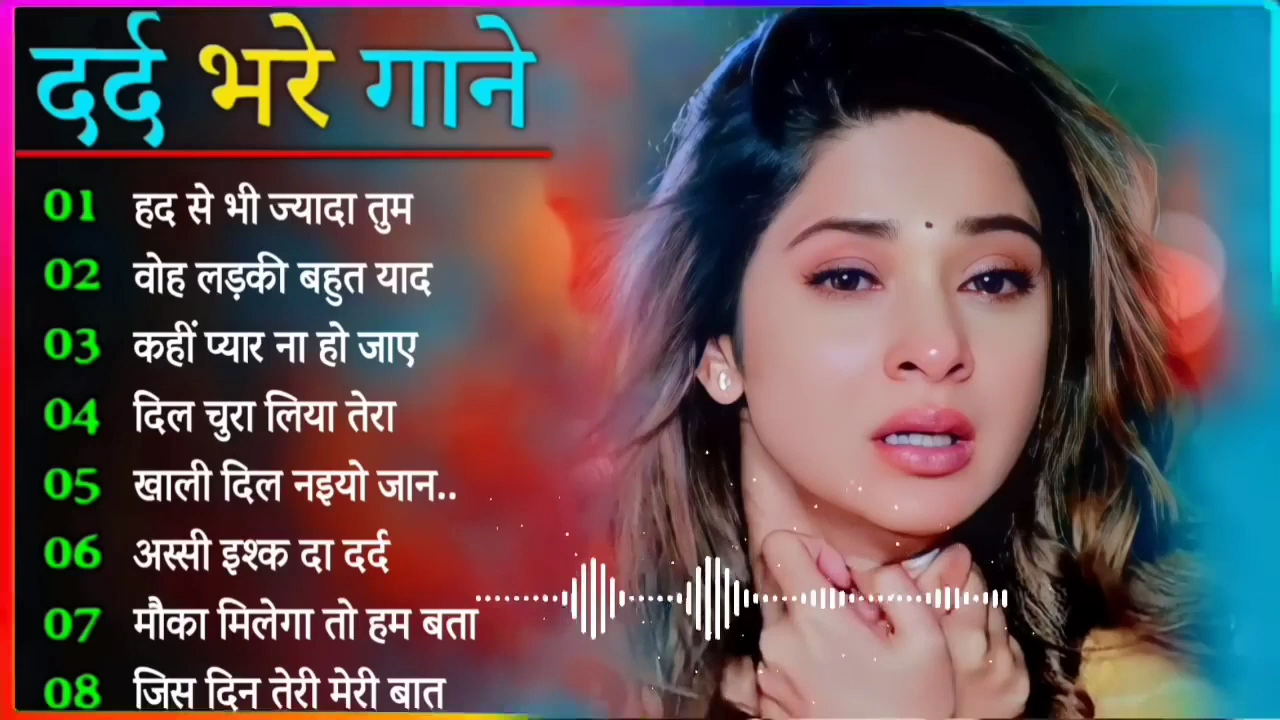 दर्द भरे गाने
01 हद से भी ज्यादा तुम
02 वोह लड़की बहुत याद
03 कहीं प्यार ना हो जाए
04 दिल चुरा लिया तेरा
05 खाली दिल नइयो जान..
06 अस्सी इश्क दा दर्द
07 मौका मिलेगा तो हम बता
08 जिस दिन तेरी मेरी बात